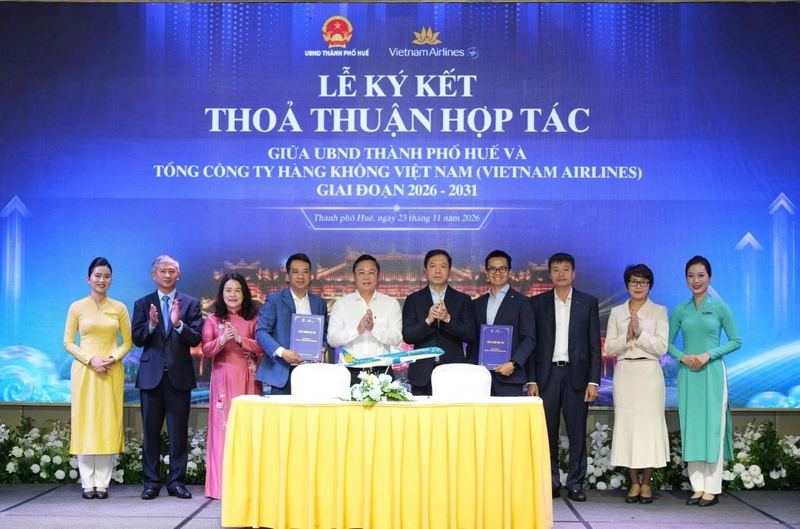 UBND THÀNH PHỐ HUẾ
Vietnam Airlines
LỄ KÝ KẾT
THOẢ THUẬN HỢP TÁC
GIỮA UBND THÀNH PHỐ HUẾ VÀ
TỔNG CÔNG TY HÀNG KHÔNG VIỆT NAM (VIETNAM AIRLINES)
GIAI ĐOẠN 2026 - 2031
Thành phố Huế, ngày 23 tháng 11 năm 2026